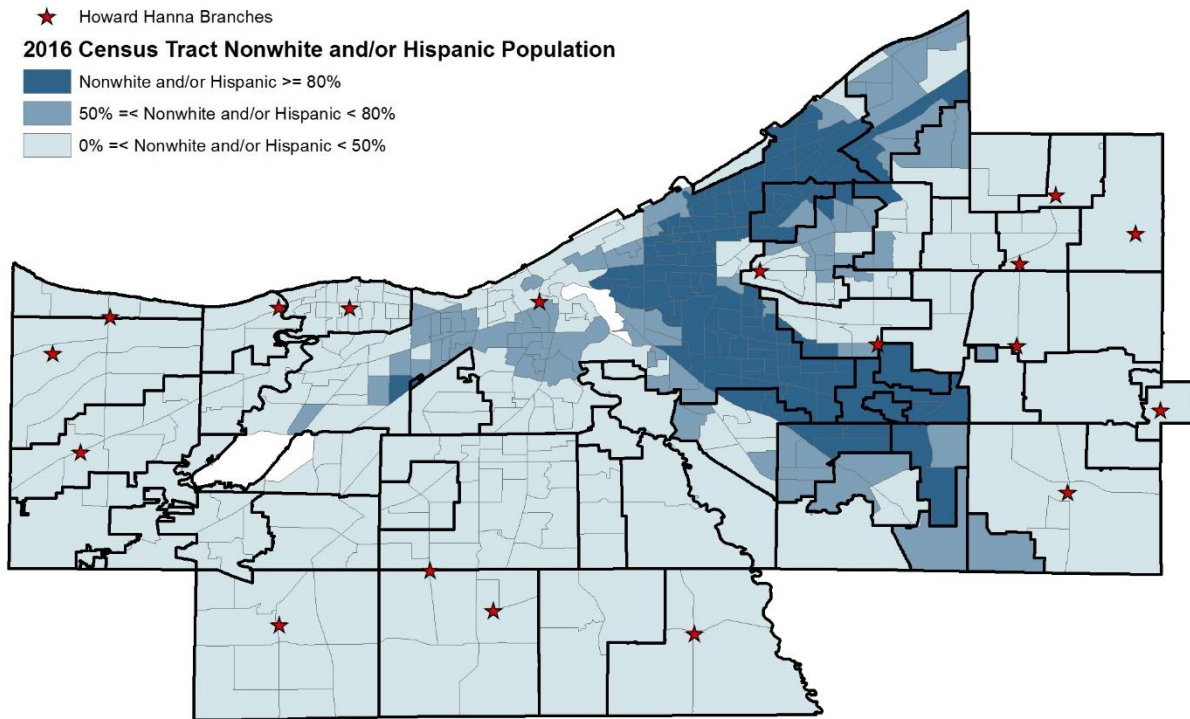 Howard Hanna Branches
2016 Census Tract Nonwhite and/or Hispanic Population
Nonwhite and/or Hispanic >= 80%
50% =< Nonwhite and/or Hispanic < 80%
0% =< Nonwhite and/or Hispanic < 50%